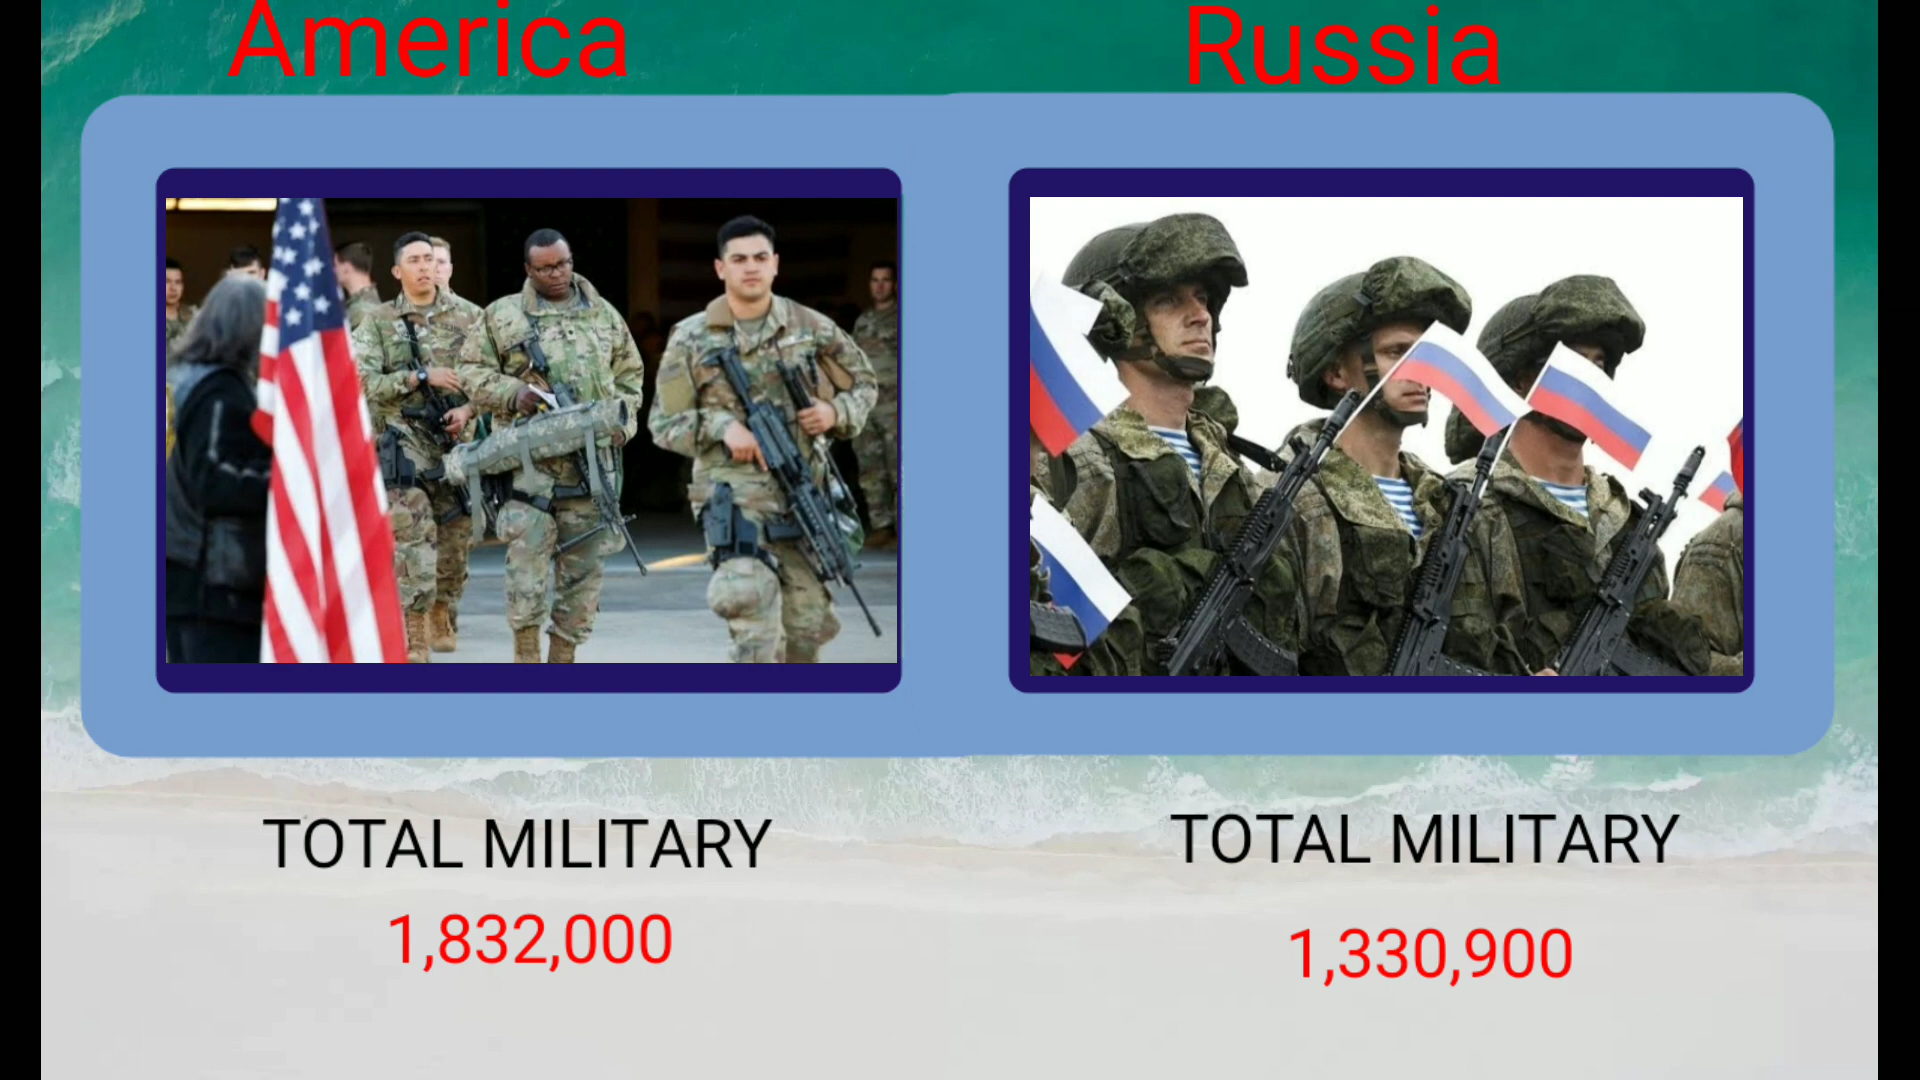 America
Russia
TOTAL MILITARY
1,832,000
TOTAL MILITARY
1,330,900